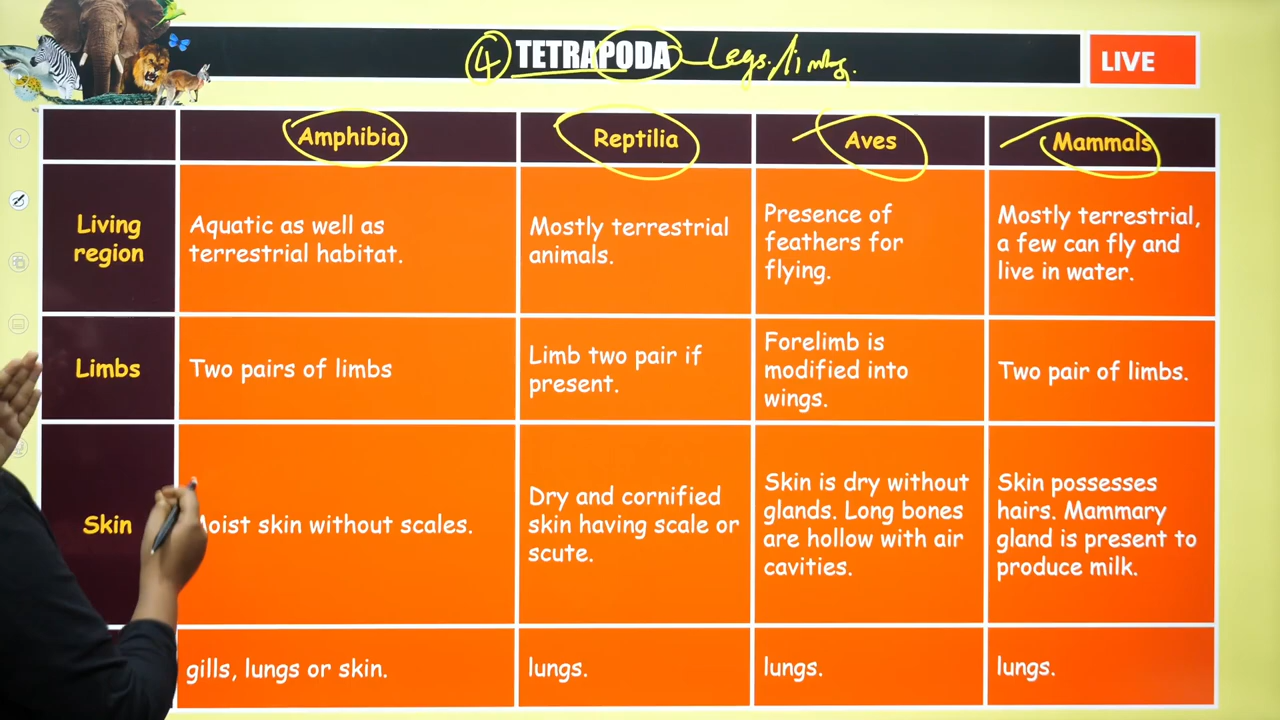 4 TETRAPODA Legs/limbs.
LIVE
Amphibia
Reptilia
Aves
Mammals
Living
region
Aquatic as well as
terrestrial habitat.
Mostly terrestrial
animals.
Presence of
feathers for
flying.
Mostly terrestrial,
a few can fly and
live in water.
Limbs
Two pairs of limbs
Limb two pair if
present.
Forelimb is
modified into
wings.
Two pair of limbs.
Skin
skin without scales.
Dry and cornified
skin having scale or
scute.
Skin is dry without
glands. Long bones
are hollow with air
cavities.
Skin possesses
hairs. Mammary
gland is present to
produce milk.
gills, lungs or skin.
lungs.
lungs.
lungs.